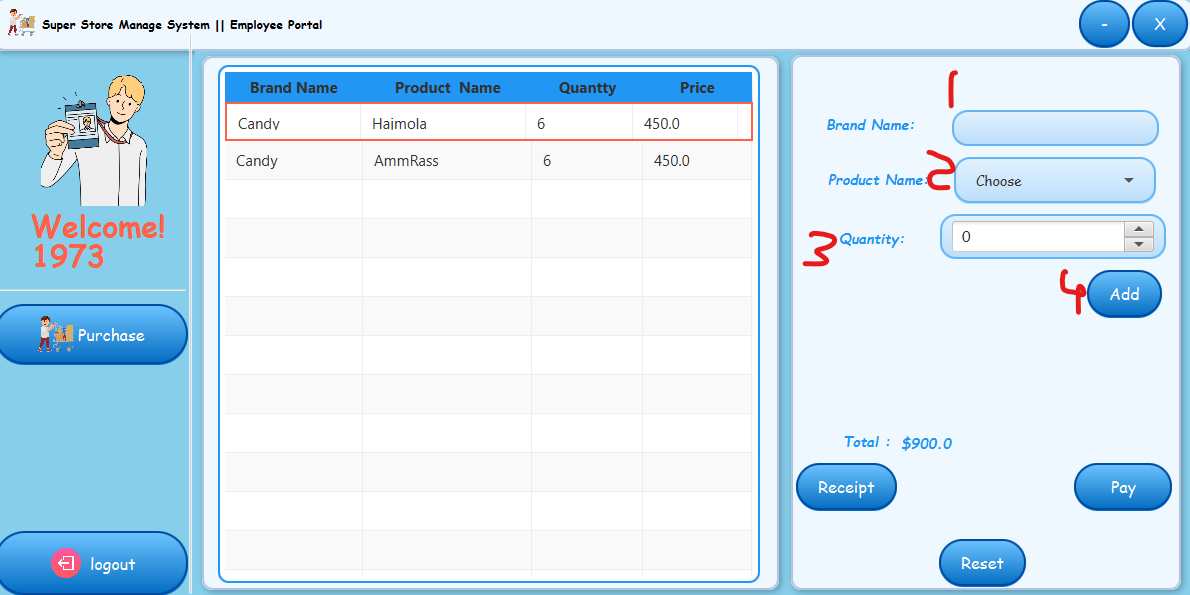 Super Store Manage System || Employee Portal
-
X
Welcome!
1973
Purchase
logout
Brand Name Product Name Quantty Price
Candy Hajmola 6 450.0
Candy AmmRass 6 450.0
1
Brand Name:
2
Product Name: Choose
3
Quantity: 0
4
Add
Total : $900.0
Receipt
Pay
Reset